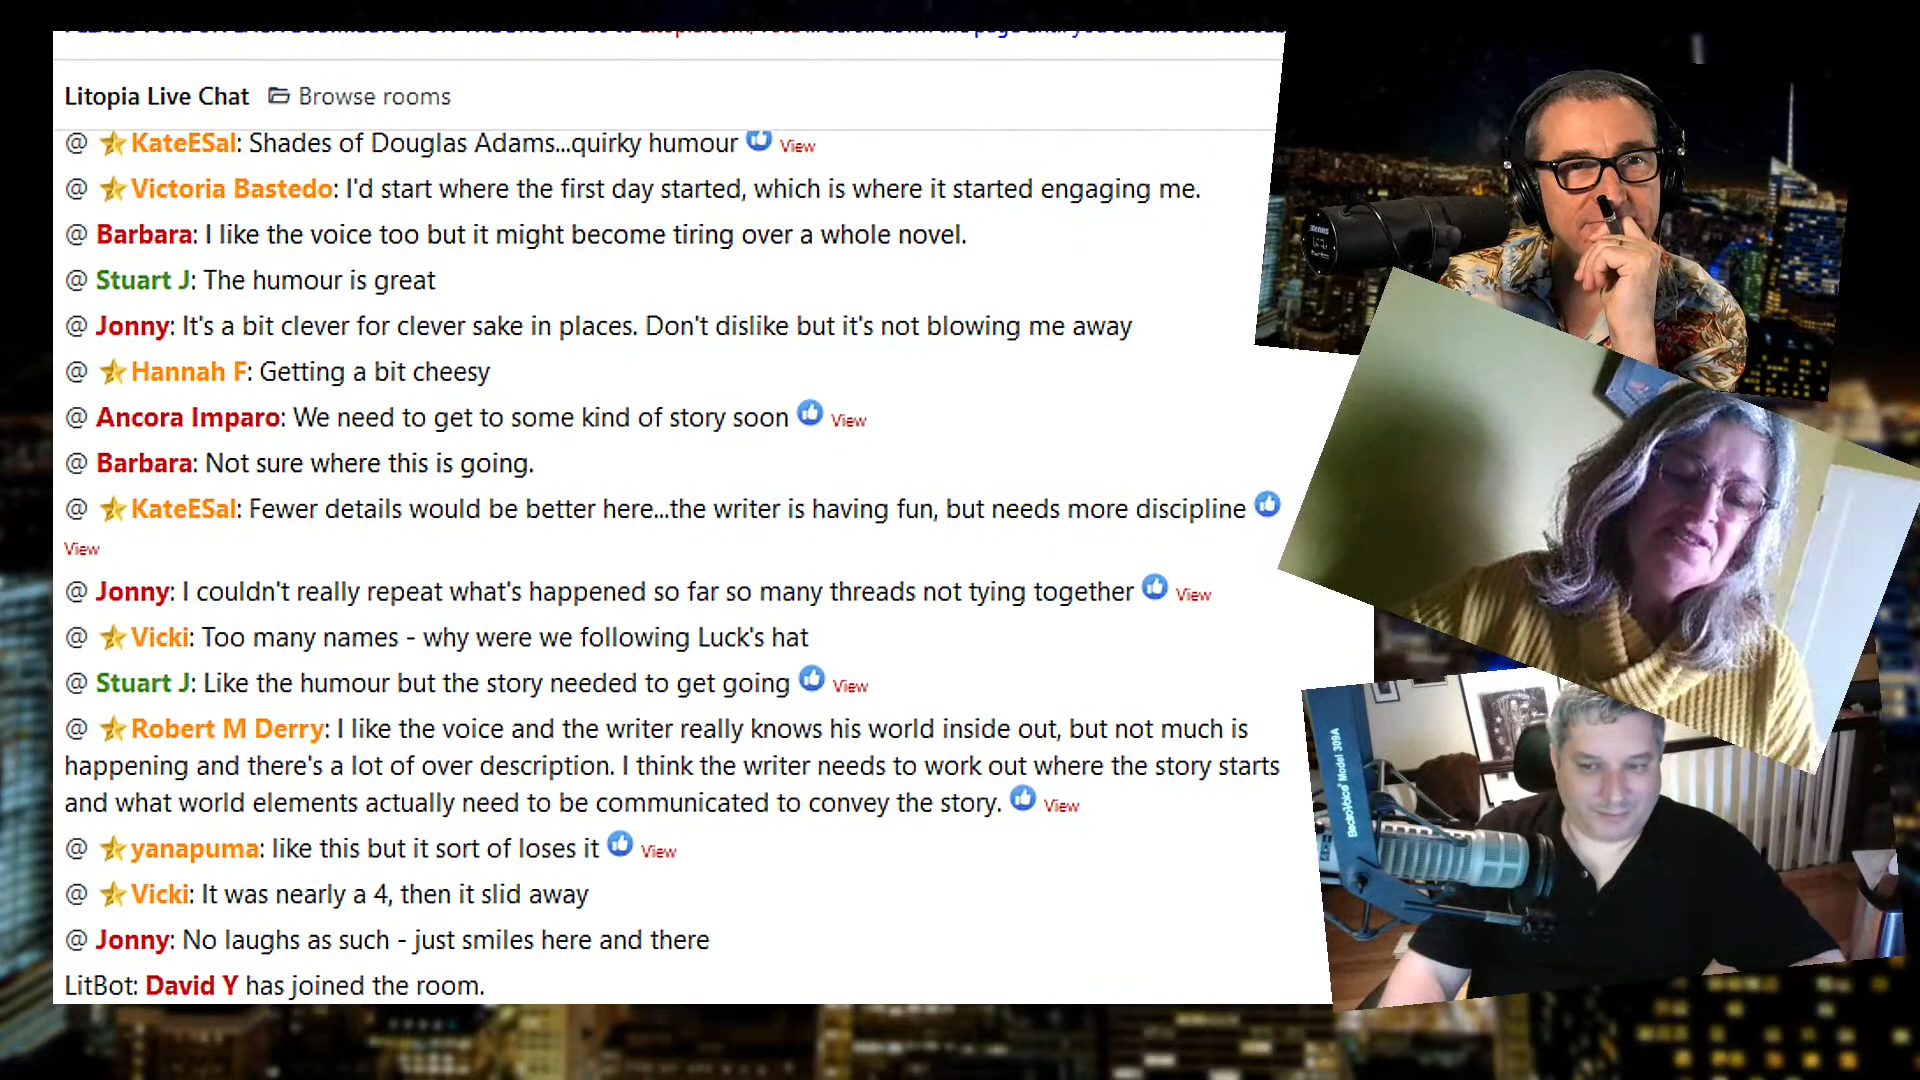 Litopia Live Chat Browse rooms
@ KateESal: Shades of Douglas Adams...quirky humour View
@ Victoria Bastedo: I'd start where the first day started, which is where it started engaging me.
@ Barbara: I like the voice too but it might become tiring over a whole novel.
@ Stuart J: The humour is great
@ Jonny: It's a bit clever for clever sake in places. Don't dislike but it's not blowing me away
@ Hannah F: Getting a bit cheesy
@ Ancora Imparo: We need to get to some kind of story soon View
@ Barbara: Not sure where this is going.
@ KateESal: Fewer details would be better here...the writer is having fun, but needs more discipline
View
@ Jonny: I couldn't really repeat what's happened so far so many threads not tying together View
@ Vicki: Too many names - why were we following Luck's hat
@ Stuart J: Like the humour but the story needed to get going View
@ Robert M Derry: I like the voice and the writer really knows his world inside out, but not much is
happening and there's a lot of over description. I think the writer needs to work out where the story starts
and what world elements actually need to be communicated to convey the story. View
@ yanapuma: like this but it sort of loses it View
@ Vicki: It was nearly a 4, then it slid away
@ Jonny: No laughs as such - just smiles here and there
LitBot: David Y has joined the room.
ElectroVoice Model 309A